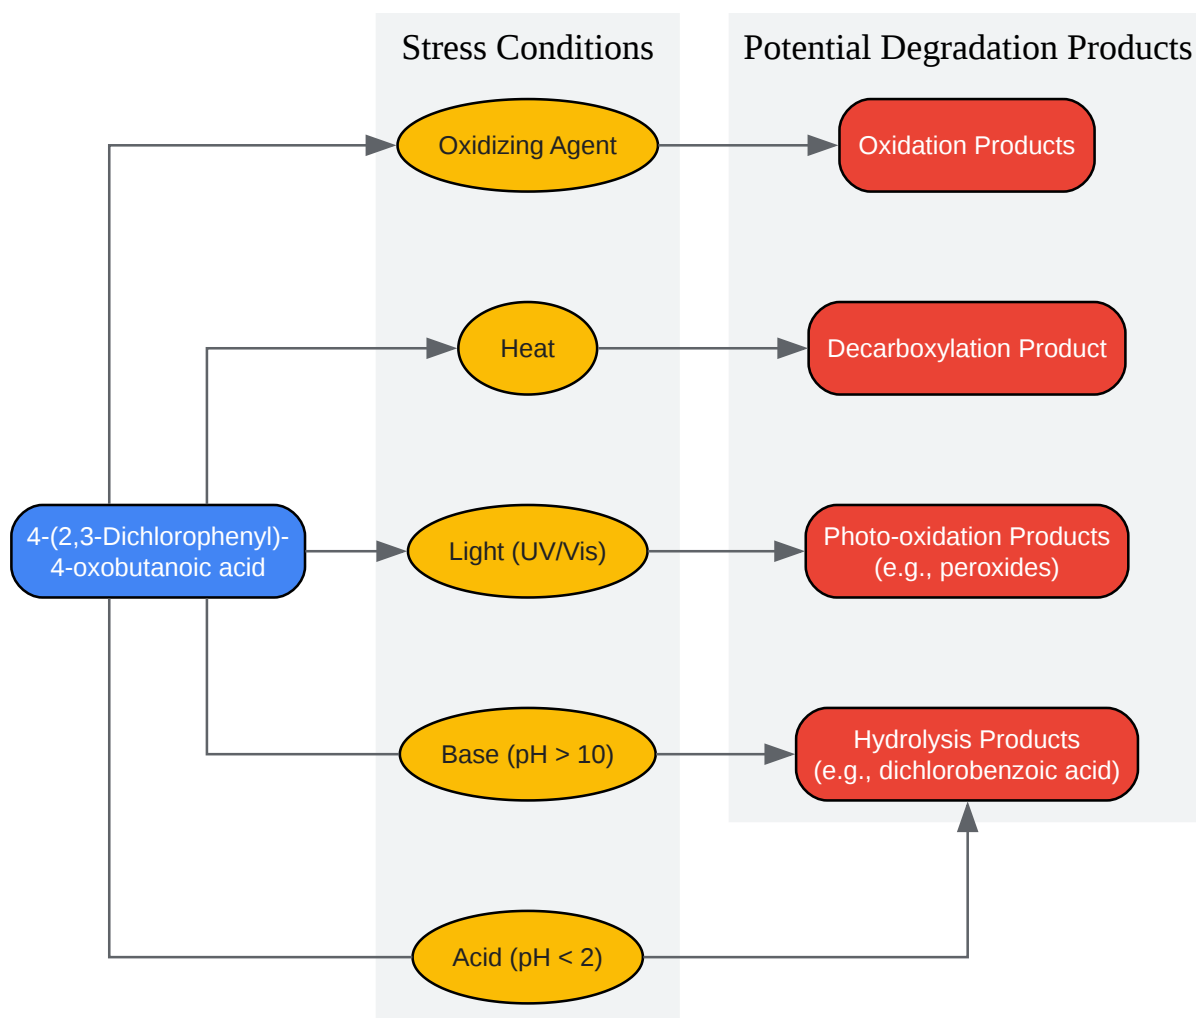 Stress Conditions
Potential Degradation Products
Oxidizing Agent
Oxidation Products
Heat
Decarboxylation Product
4-(2,3-Dichlorophenyl)-
4-oxobutanoic acid
Light (UV/Vis)
Photo-oxidation Products
(e.g., peroxides)
Base (pH > 10)
Hydrolysis Products
(e.g., dichlorobenzoic acid)
Acid (pH < 2)